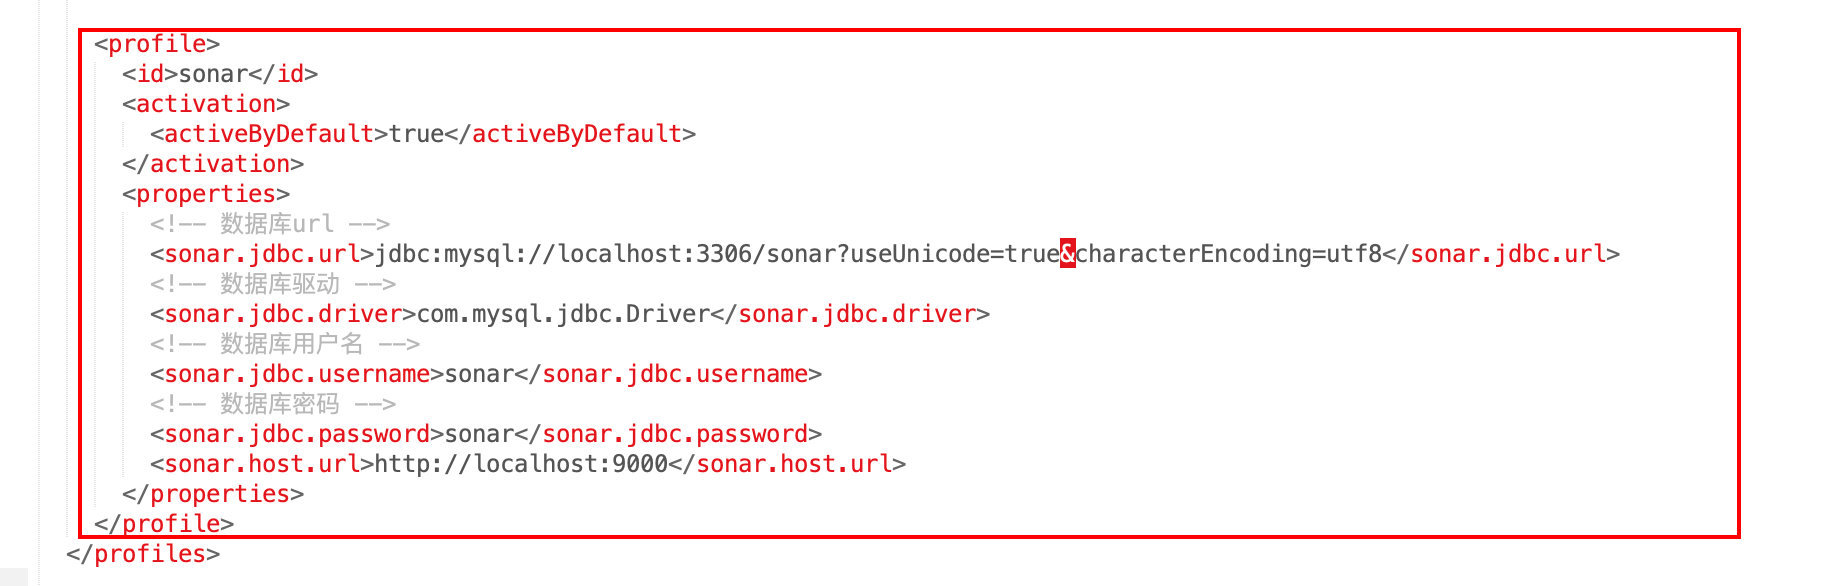 <profile>
<id>sonar</id>
<activation>
<activeByDefault>true</activeByDefault>
</activation>
<properties>
<!-- 数据库url -->
<sonar.jdbc.url>jdbc:mysql://localhost:3306/sonar?useUnicode=true&characterEncoding=utf8</sonar.jdbc.url>
<!-- 数据库驱动 -->
<sonar.jdbc.driver>com.mysql.jdbc.Driver</sonar.jdbc.driver>
<!-- 数据库用户名 -->
<sonar.jdbc.username>sonar</sonar.jdbc.username>
<!-- 数据库密码 -->
<sonar.jdbc.password>sonar</sonar.jdbc.password>
<sonar.host.url>http://localhost:9000</sonar.host.url>
</properties>
</profile>
</profiles>